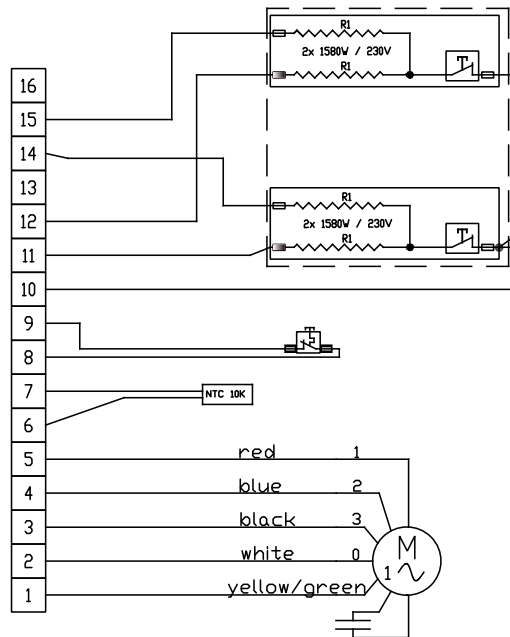 R1
2x 1580W / 230V
R1
T
16
15
14
13
12
11
10
9
8
7
6
5
4
3
2
1
R1
2x 1580W / 230V
R1
T
NTC 10K
red 1
blue 2
black 3
white 0
yellow/green
M
1